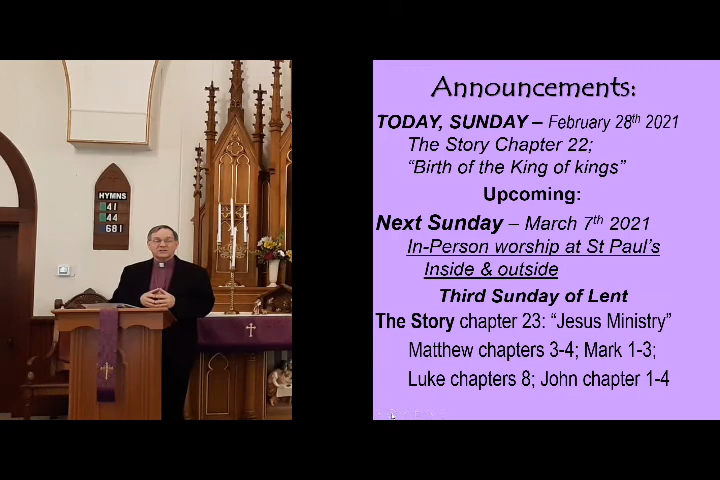 HYMNS
41
44
681
Announcements:
TODAY, SUNDAY – February 28th 2021
The Story Chapter 22;
“Birth of the King of kings”
Upcoming:
Next Sunday – March 7th 2021
In-Person worship at St Paul’s
Inside & outside
Third Sunday of Lent
The Story chapter 23: “Jesus Ministry”
Matthew chapters 3-4; Mark 1-3;
Luke chapters 8; John chapter 1-4